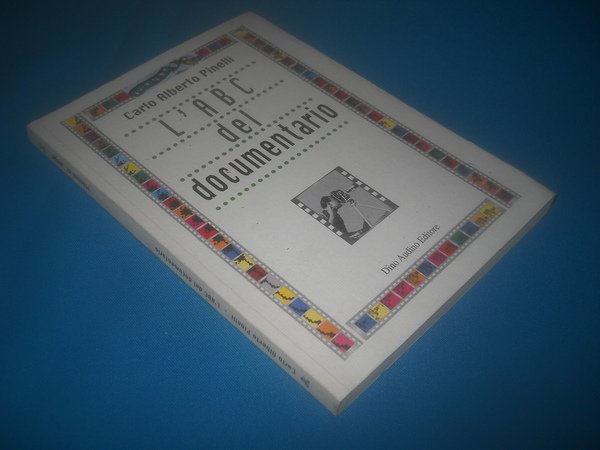 Carlo Alberto Pinelli
L'ABC
del
documentario
Dino Audino Editore
Carlo Alberto Pinelli * L'ABC del documentario